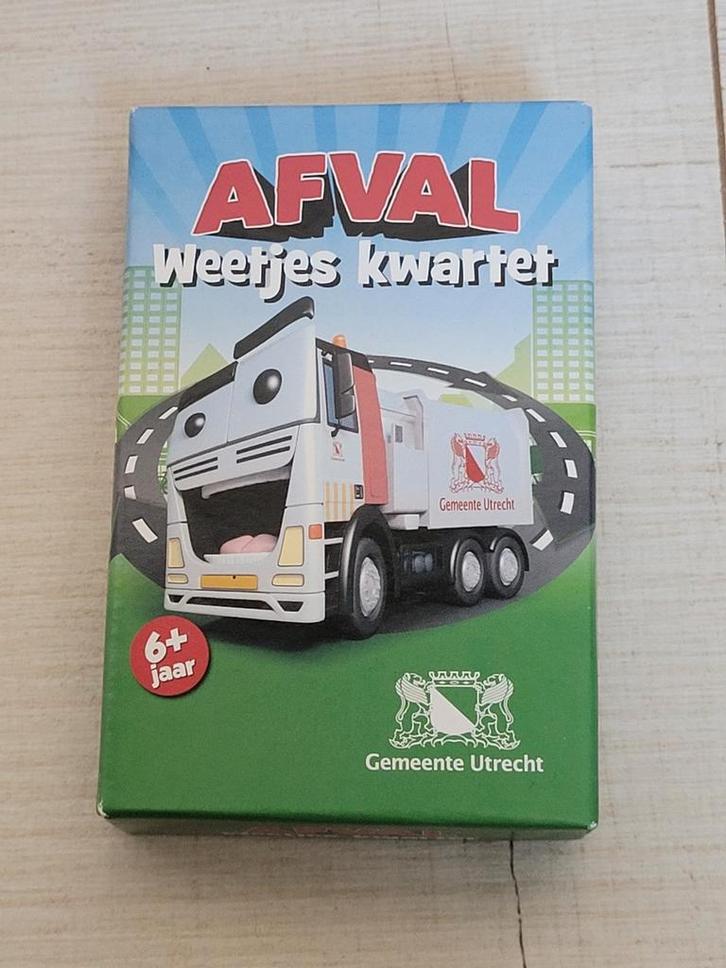 AFVAL
Weetjes kwartet
Gemeente Utrecht
6+
jaar
Gemeente Utrecht